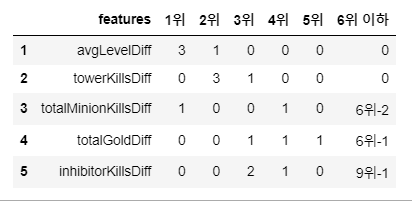 features 1위 2위 3위 4위 5위 6위 이하
1 avgLevelDiff 3 1 0 0 0 0
2 towerKillsDiff 0 3 1 0 0 0
3 totalMinionKillsDiff 1 0 0 1 0 6위-2
4 totalGoldDiff 0 0 1 1 1 6위-1
5 inhibitorKillsDiff 0 0 2 1 0 9위-1